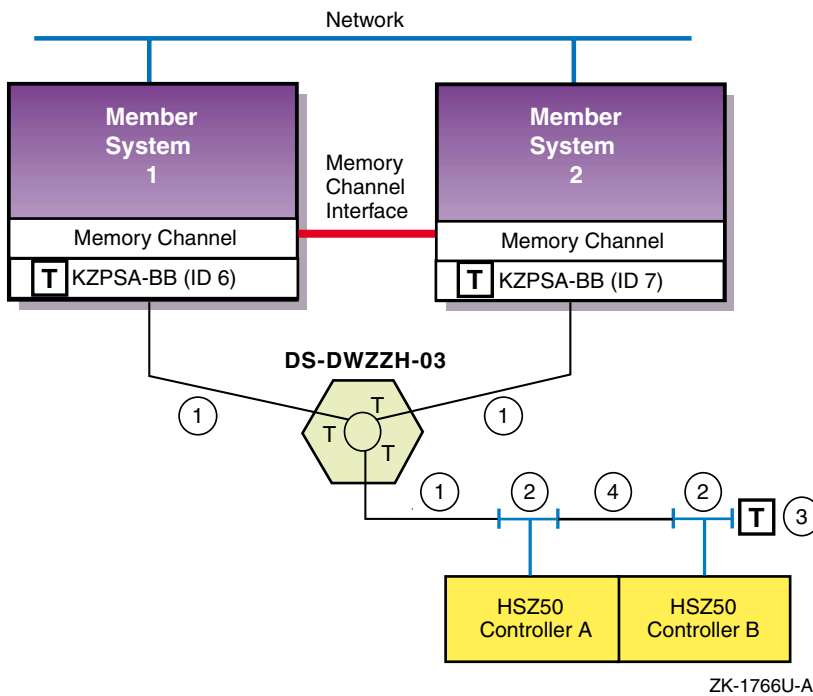 Network
Member
System
1
Memory
Channel
Interface
Member
System
2
Memory Channel
Memory Channel
T KZPSA-BB (ID 6)
T KZPSA-BB (ID 7)
DS-DWZZH-03
1
T
T
T
1
1
2
4
2
T
3
HSZ50
Controller A
HSZ50
Controller B
ZK-1766U-AI